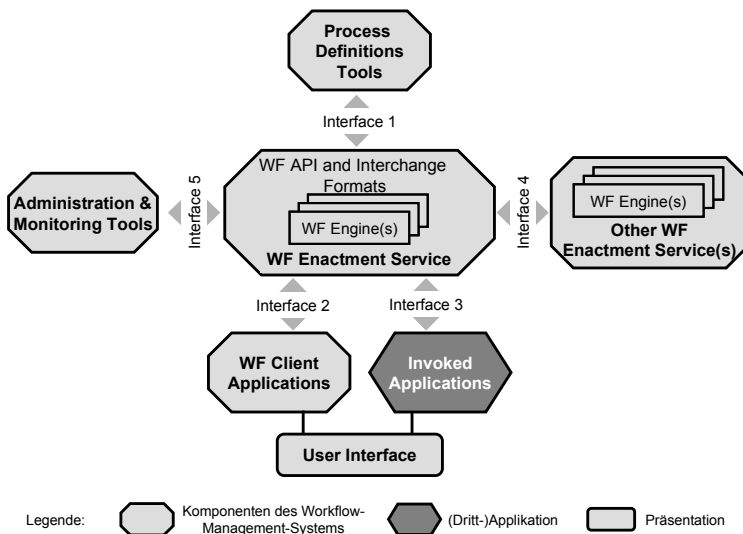 Process
Definitions
Tools
Interface 1
WF API and Interchange
Formats
WF Engine(s)
WF Enactment Service
Interface 5
Administration &
Monitoring Tools
Interface 4
WF Engine(s)
Other WF
Enactment Service(s)
Interface 2
Interface 3
WF Client
Applications
Invoked
Applications
User Interface
Legende:
Komponenten des Workflow-
Management-Systems
(Dritt-)Applikation
Präsentation